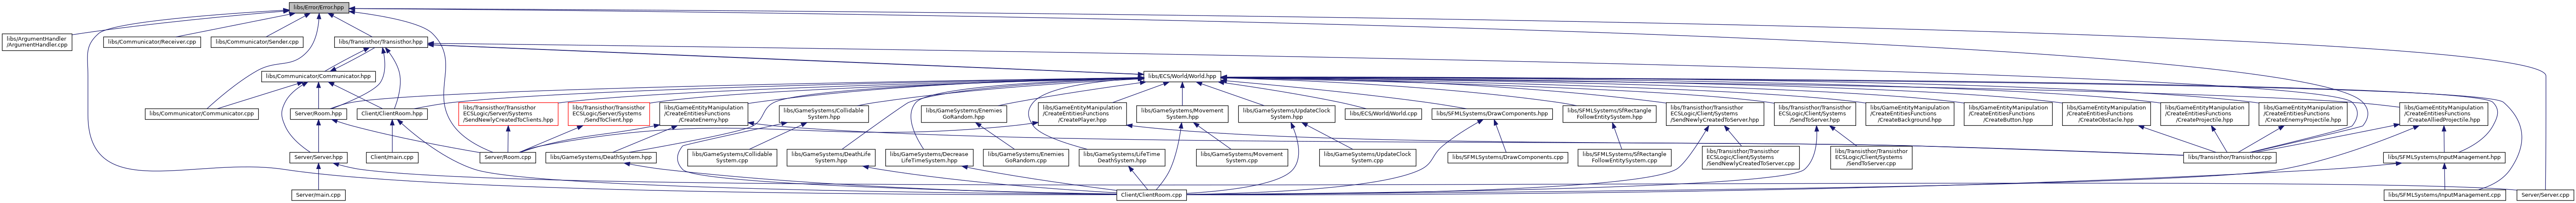 libs/Error/Error.hpp
libs/ArgumentHandler
/ArgumentHandler.cpp
libs/Communicator/Receiver.cpp
libs/Communicator/Sender.cpp
libs/Transisthor/Transisthor.hpp
libs/Communicator/Communicator.hpp
libs/ECS/World/World.hpp
libs/Communicator/Communicator.cpp
Server/Room.hpp
Client/ClientRoom.hpp
libs/Transisthor/Transisthor
ECSLogic/Server/Systems
/SendNewlyCreatedToClients.hpp
libs/Transisthor/Transisthor
ECSLogic/Server/Systems
/SendToClient.hpp
libs/GameEntityManipulation
/CreateEntitiesFunctions
/CreateEnemy.hpp
libs/GameSystems/Collidable
System.hpp
libs/GameSystems/Enemies
GoRandom.hpp
libs/GameEntityManipulation
/CreateEntitiesFunctions
/CreatePlayer.hpp
libs/GameSystems/Movement
System.hpp
libs/GameSystems/UpdateClock
System.hpp
libs/ECS/World/World.cpp
libs/SFMLSystems/DrawComponents.hpp
libs/SFMLSystems/SfRectangle
FollowEntitySystem.hpp
libs/Transisthor/Transisthor
ECSLogic/Client/Systems
/SendNewlyCreatedToServer.hpp
libs/Transisthor/Transisthor
ECSLogic/Client/Systems
/SendToServer.hpp
libs/GameEntityManipulation
/CreateEntitiesFunctions
/CreateBackground.hpp
libs/GameEntityManipulation
/CreateEntitiesFunctions
/CreateButton.hpp
libs/GameEntityManipulation
/CreateEntitiesFunctions
/CreateObstacle.hpp
libs/GameEntityManipulation
/CreateEntitiesFunctions
/CreateProjectile.hpp
libs/GameEntityManipulation
/CreateEntitiesFunctions
/CreateEnemyProjectile.hpp
libs/GameEntityManipulation
/CreateEntitiesFunctions
/CreateAlliedProjectile.hpp
Server/Server.hpp
Client/main.cpp
Server/Room.cpp
libs/GameSystems/DeathSystem.hpp
libs/GameSystems/Collidable
System.cpp
libs/GameSystems/DeathLife
System.hpp
libs/GameSystems/Decrease
LifeTimeSystem.hpp
libs/GameSystems/Enemies
GoRandom.cpp
libs/GameSystems/LifeTime
DeathSystem.hpp
libs/GameSystems/Movement
System.cpp
libs/GameSystems/UpdateClock
System.cpp
libs/SFMLSystems/DrawComponents.cpp
libs/SFMLSystems/SfRectangle
FollowEntitySystem.cpp
libs/Transisthor/Transisthor
ECSLogic/Client/Systems
/SendNewlyCreatedToServer.cpp
libs/Transisthor/Transisthor
ECSLogic/Client/Systems
/SendToServer.cpp
libs/Transisthor/Transisthor.cpp
libs/SFMLSystems/InputManagement.hpp
Server/main.cpp
Client/ClientRoom.cpp
libs/SFMLSystems/InputManagement.cpp
Server/Server.cpp